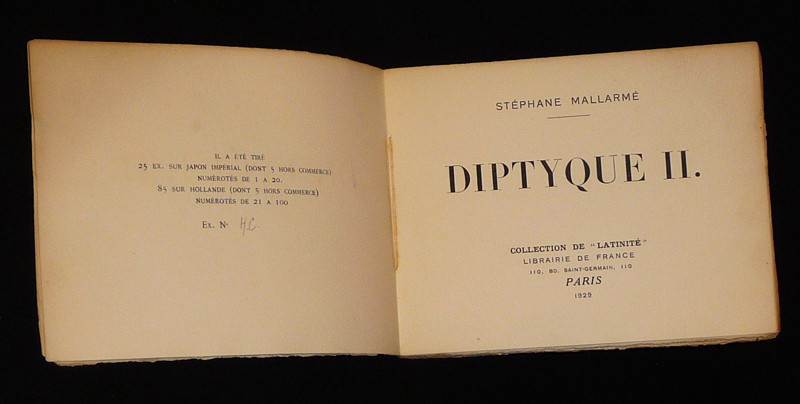 IL A ÉTÉ TIRÉ
25 EX. SUR JAPON IMPÉRIAL (DONT 5 HORS COMMERCE)
NUMÉROTÉS DE 1 A 20.
85 SUR HOLLANDE (DONT 5 HORS COMMERCE)
NUMÉROTÉS DE 21 A 100
Ex. No H.C.
STÉPHANE MALLARMÉ
DIPTYQUE II.
COLLECTION DE "LATINITÉ"
LIBRAIRIE DE FRANCE
110, BD. SAINT-GERMAIN, 110
PARIS
1929